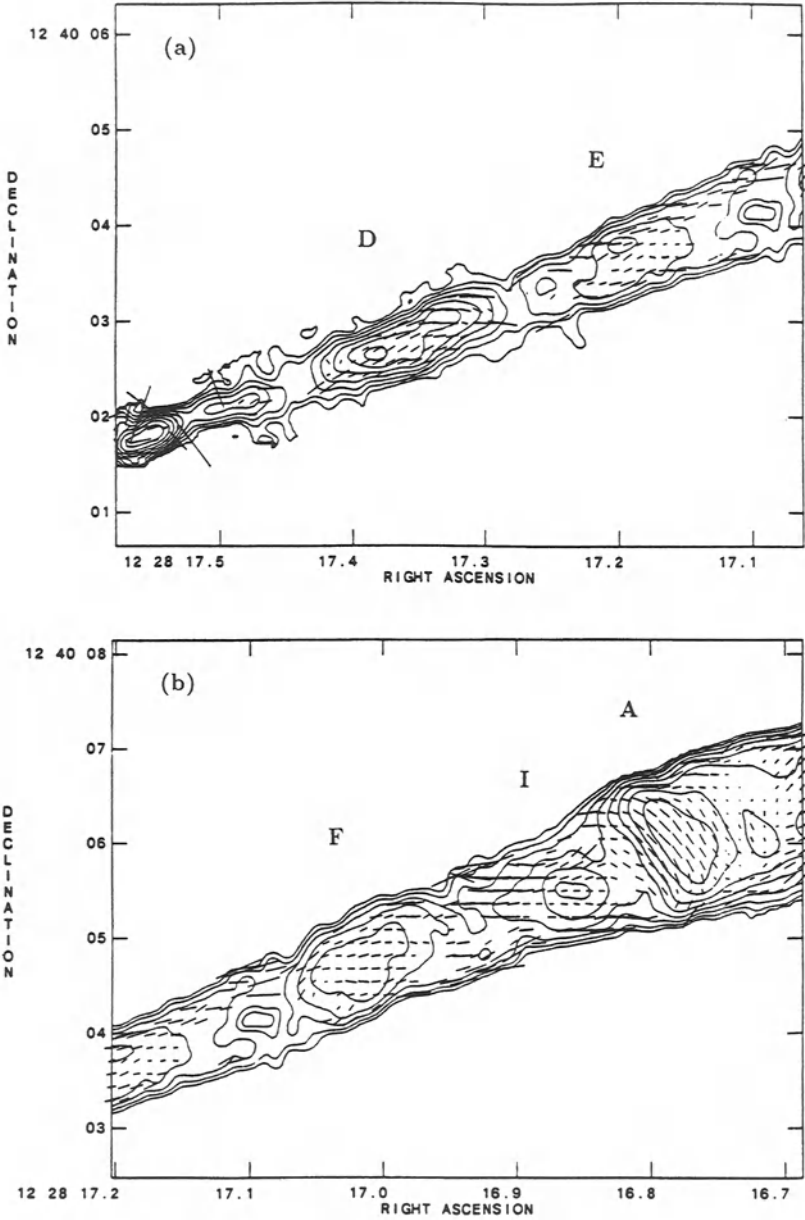 (a)
12 40 06
05
04
03
02
01
DECLINATION
D
E
12 28 17.5
17.4
17.3
17.2
17.1
RIGHT ASCENSION
(b)
12 40 08
07
06
05
04
03
DECLINATION
F
I
A
12 28 17.2
17.1
17.0
16.9
16.8
16.7
RIGHT ASCENSION